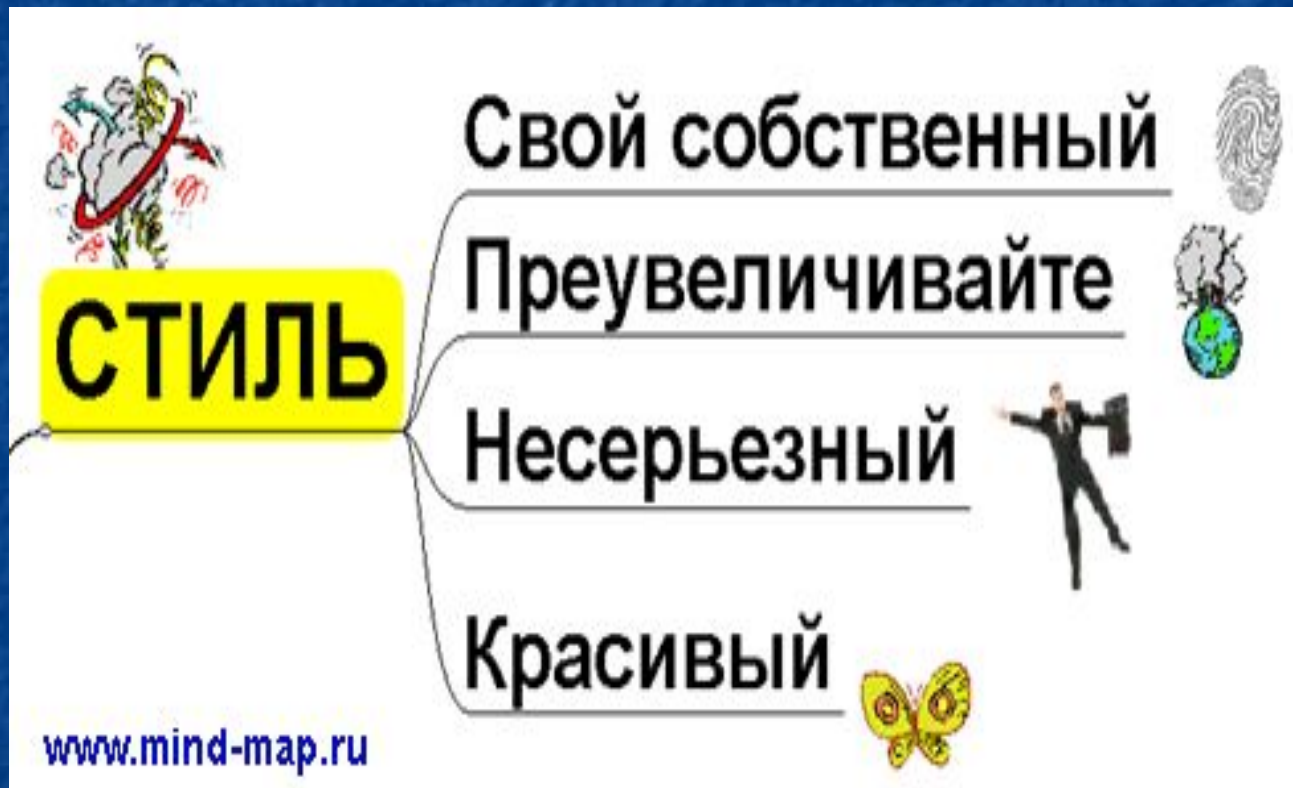 Свой собственный
Преувеличивайте
СТИЛЬ
Несерьезный
Красивый
www.mind-map.ru